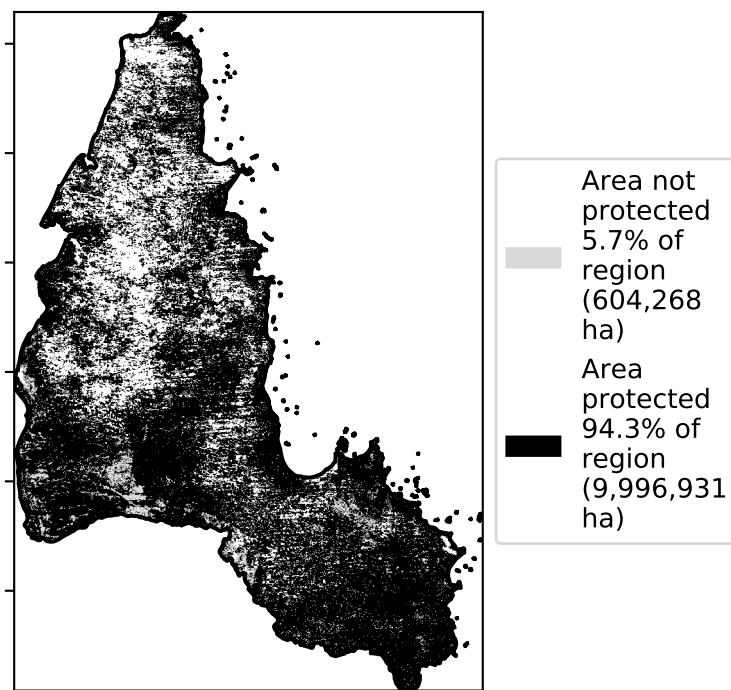 Area not
protected
5.7% of
region
(604,268
ha)
Area
protected
94.3% of
region
(9,996,931
ha)